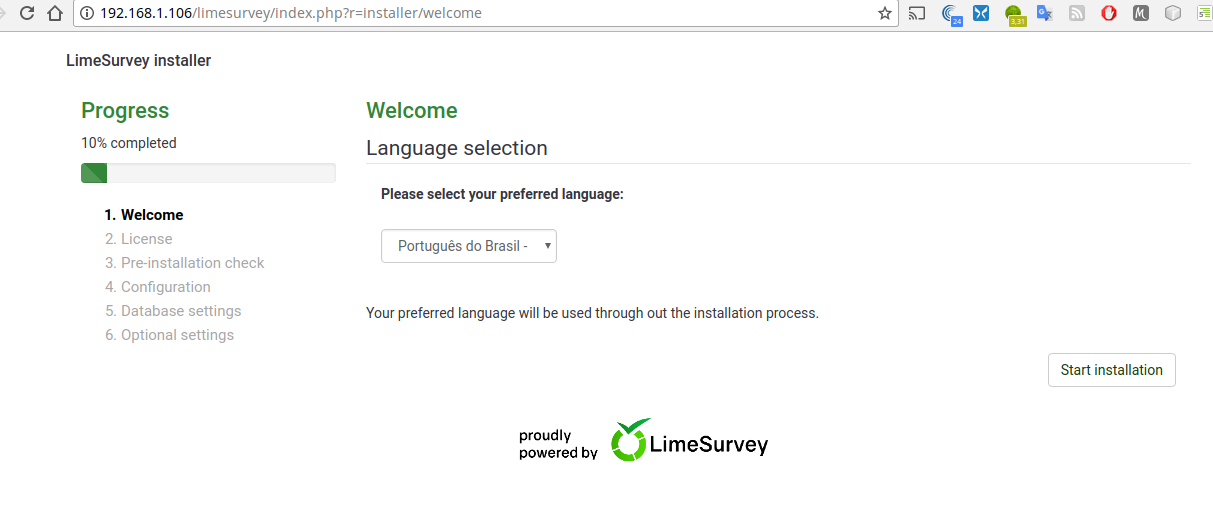 192.168.1.106/limesurvey/index.php?r=installer/welcome
24
3,31
LimeSurvey installer
Progress
10% completed
1. Welcome
2. License
3. Pre-installation check
4. Configuration
5. Database settings
6. Optional settings
Welcome
Language selection
Please select your preferred language:
Português do Brasil -
Your preferred language will be used through out the installation process.
Start installation
proudly
powered by
LimeSurvey